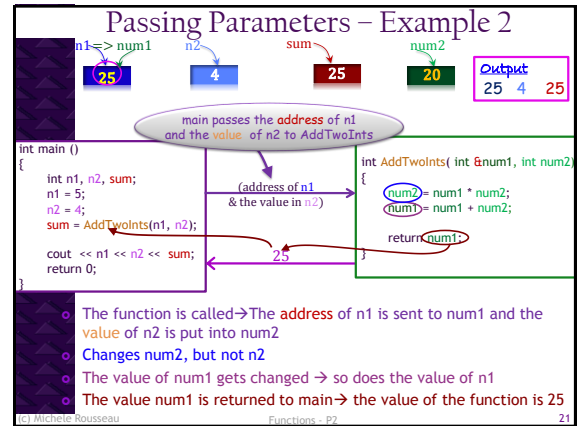 Passing Parameters – Example 2
n1=> num1 n2 sum num2
25 4 25 20
Output
25 4 25
main passes the address of n1
and the value of n2 to AddTwoInts
int main ()
{
int n1, n2, sum;
n1 = 5;
n2 = 4;
sum = AddTwoInts(n1, n2);
cout << n1 << n2 << sum;
return 0;
}
(address of n1
& the value in n2)
25
int AddTwoInts( int &num1, int num2)
{
num2 = num1 * num2;
num1 = num1 + num2;
return num1;
}
The function is called→The address of n1 is sent to num1 and the
value of n2 is put into num2
Changes num2, but not n2
The value of num1 gets changed → so does the value of n1
The value num1 is returned to main→ the value of the function is 25
(c) Michele Rousseau Functions - P2 21